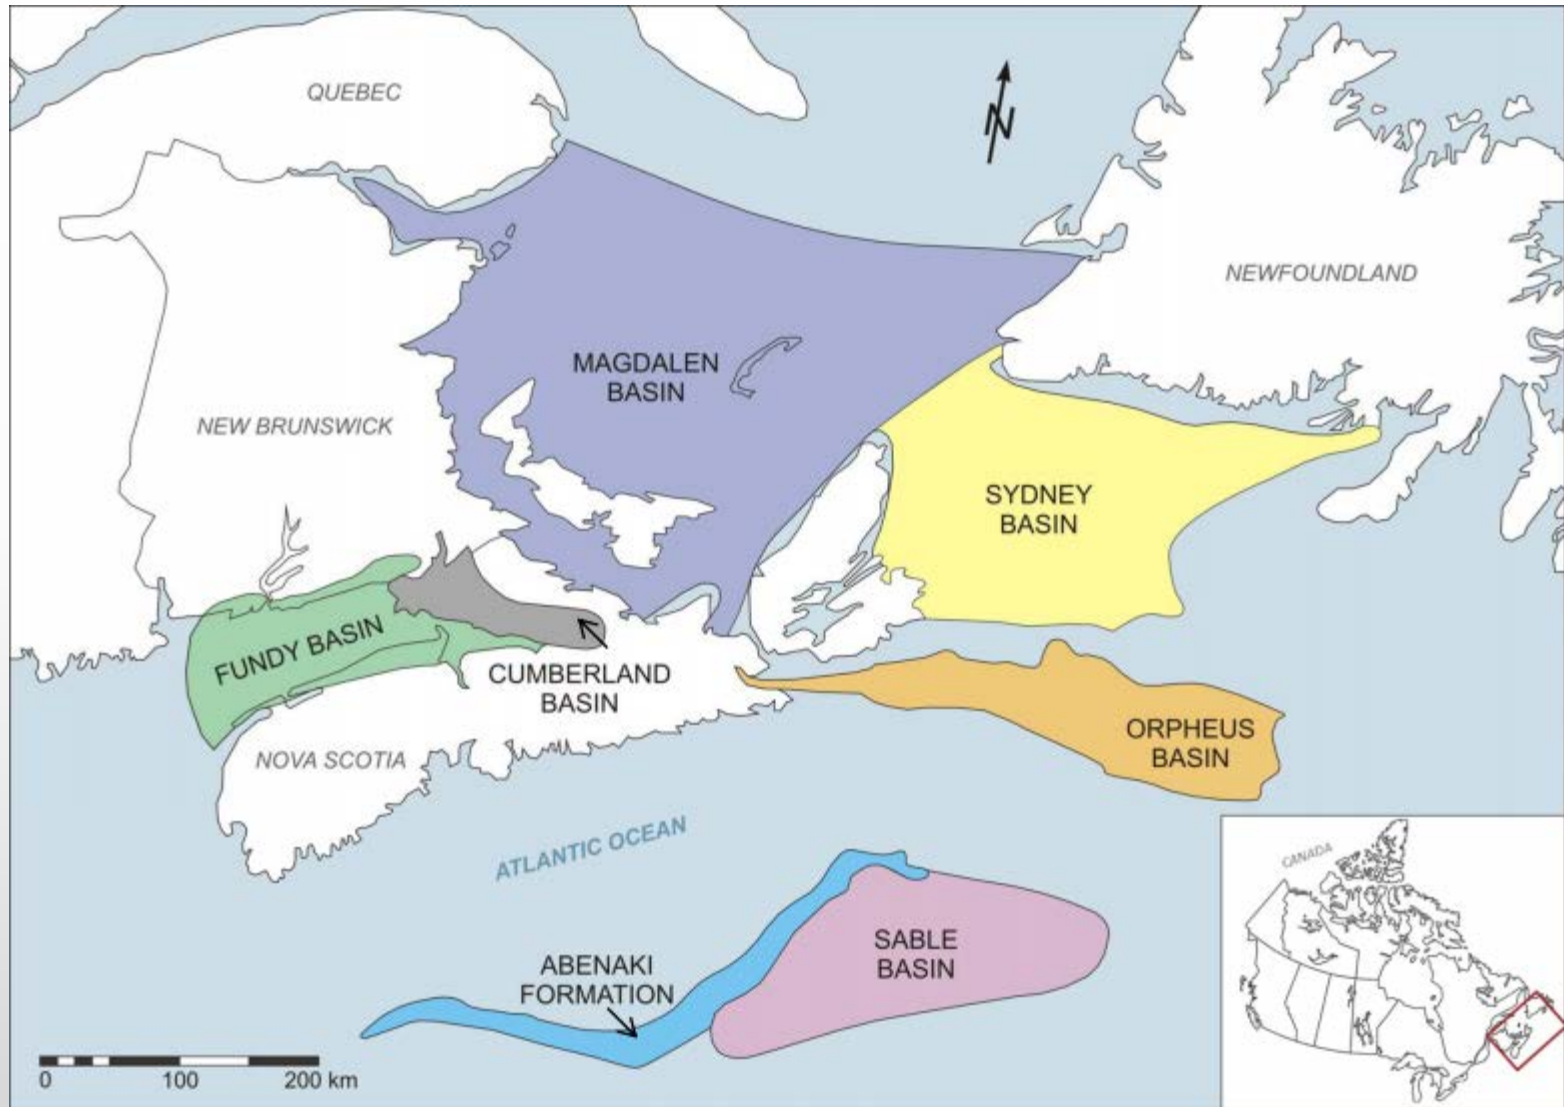 QUEBEC
N
NEWFOUNDLAND
MAGDALEN
BASIN
NEW BRUNSWICK
SYDNEY
BASIN
FUNDY BASIN
CUMBERLAND
BASIN
ORPHEUS
BASIN
NOVA SCOTIA
ATLANTIC OCEAN
CANADA
SABLE
BASIN
ABENAKI
FORMATION
0 100 200 km